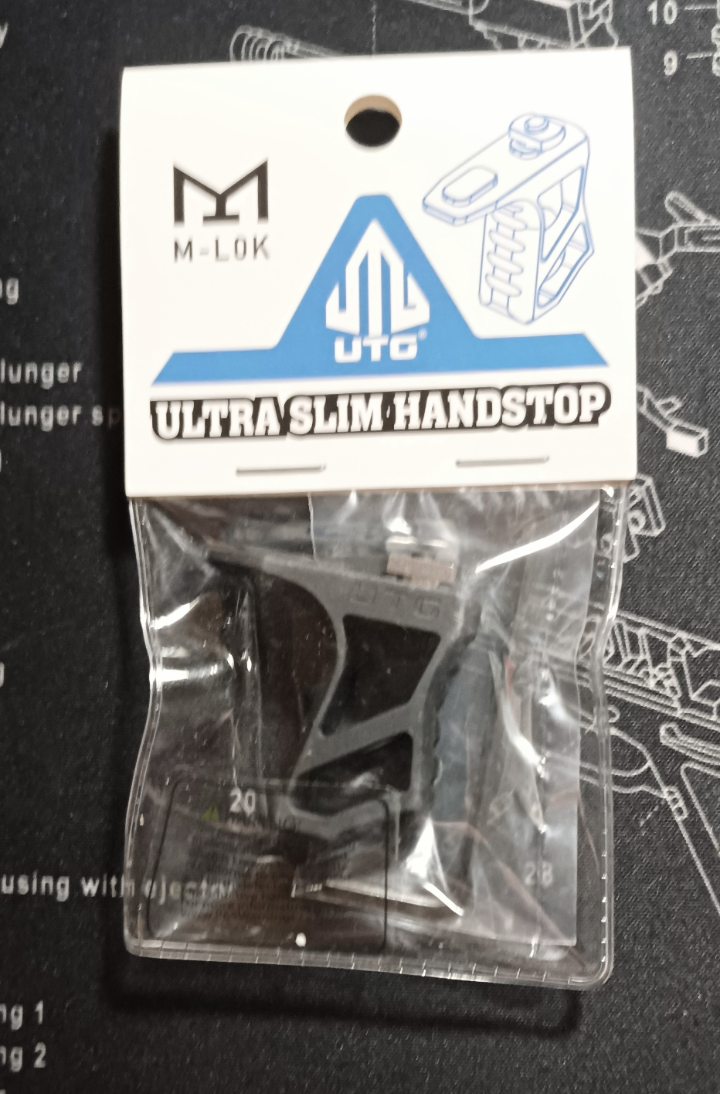 10
9
M-LOK
UTG
ULTRA SLIM HANDSTOP
lunger
lunger sp
UTG
20
28
using with eject
ng 1
ng 2